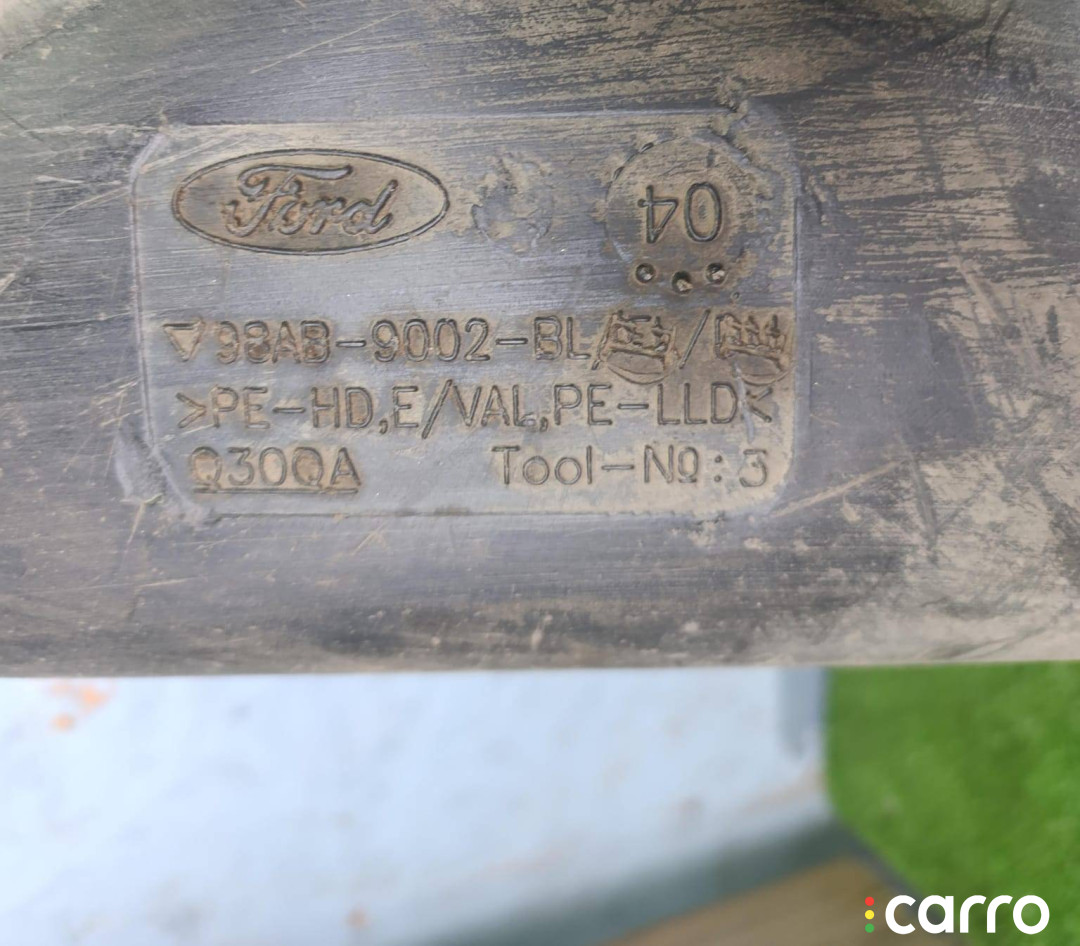 Ford
04
98AB-9002-BL/
>PE-HD,E/VAL,PE-LLD<
Q30QA Tool-No:3
carro